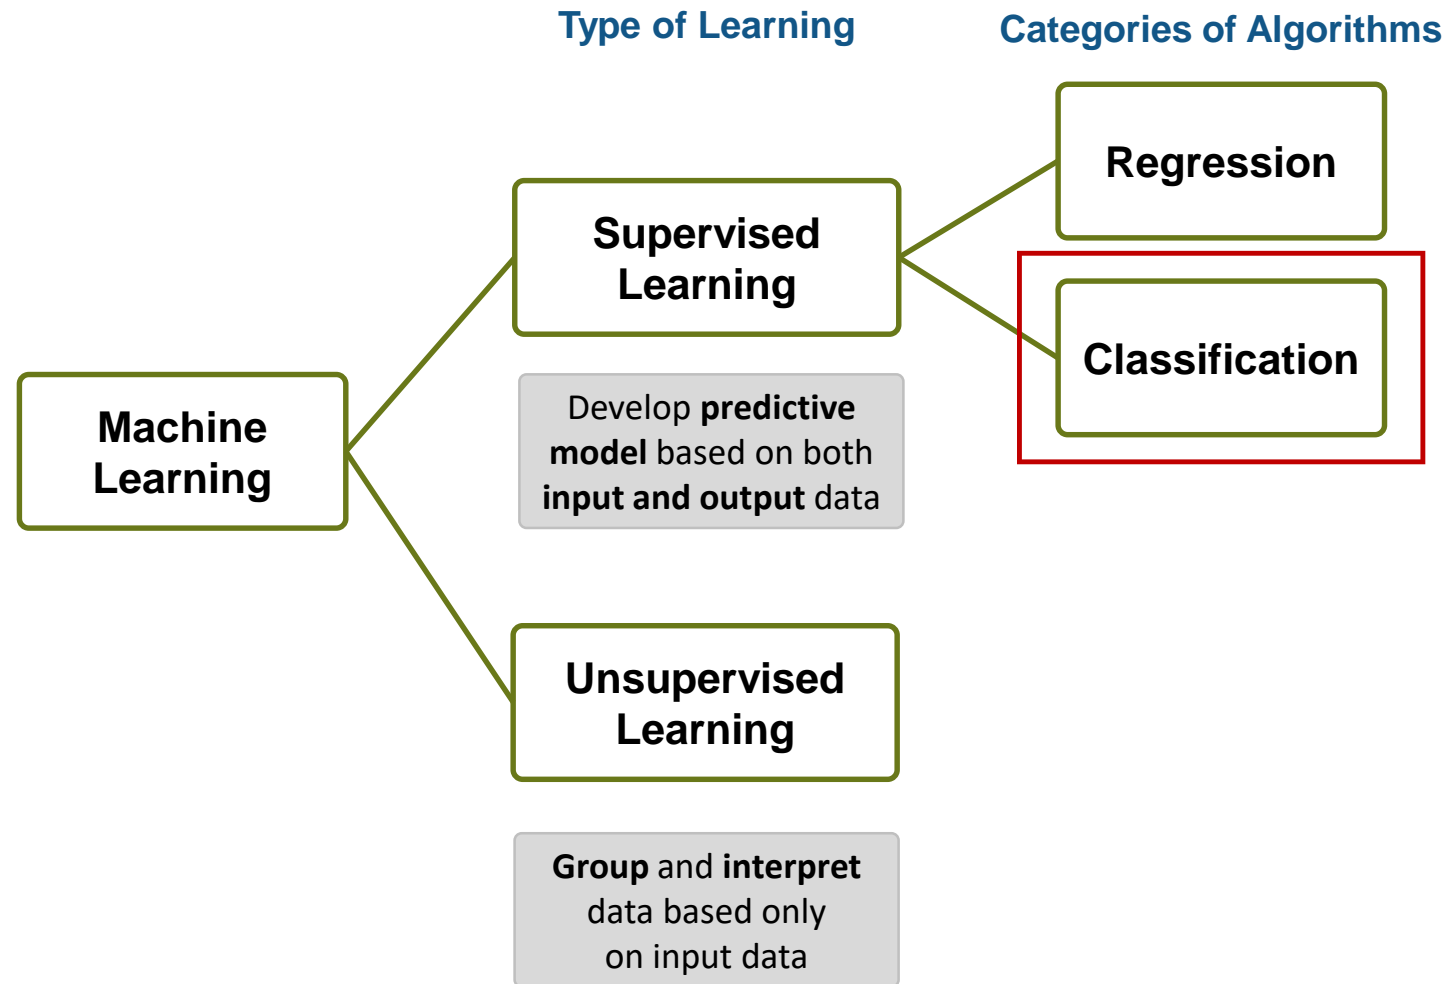 Type of Learning
Categories of Algorithms
Regression
Supervised
Learning
Classification
Machine
Learning
Develop predictive
model based on both
input and output data
Unsupervised
Learning
Group and interpret
data based only
on input data